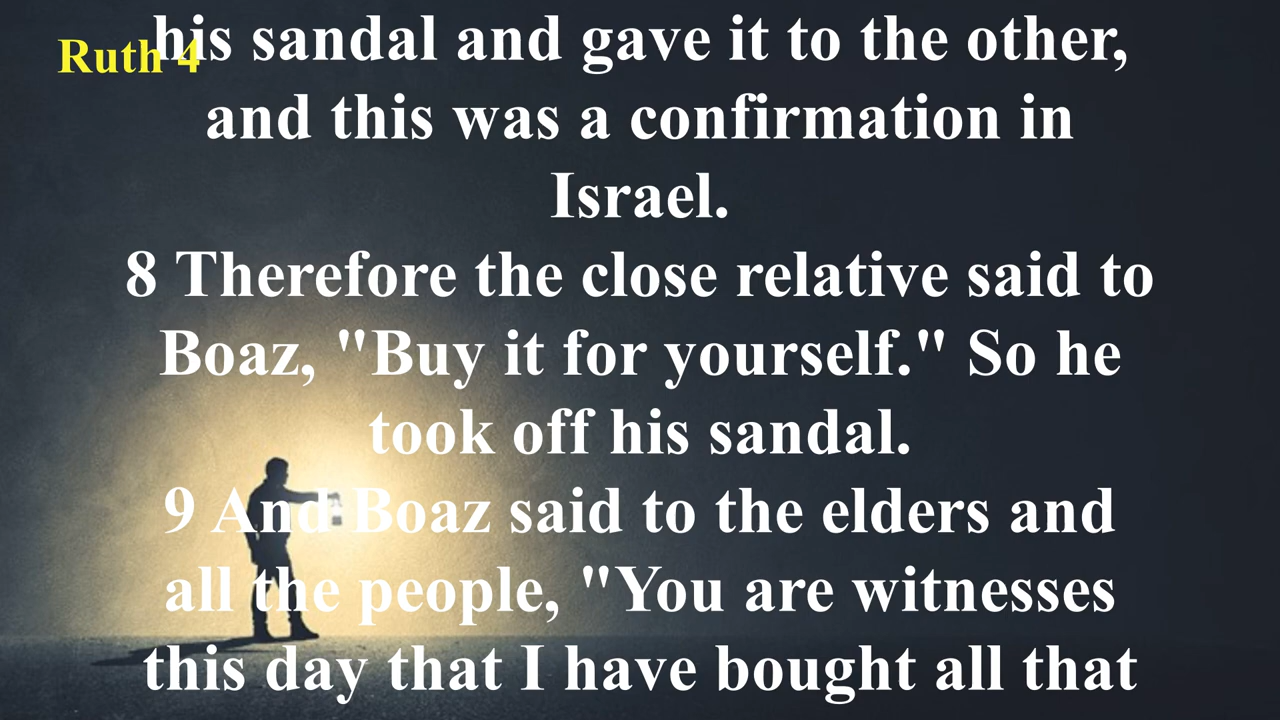 Ruth 4
his sandal and gave it to the other,
and this was a confirmation in
Israel.
8 Therefore the close relative said to
Boaz, "Buy it for yourself." So he
took off his sandal.
9 And Boaz said to the elders and
all the people, "You are witnesses
this day that I have bought all that